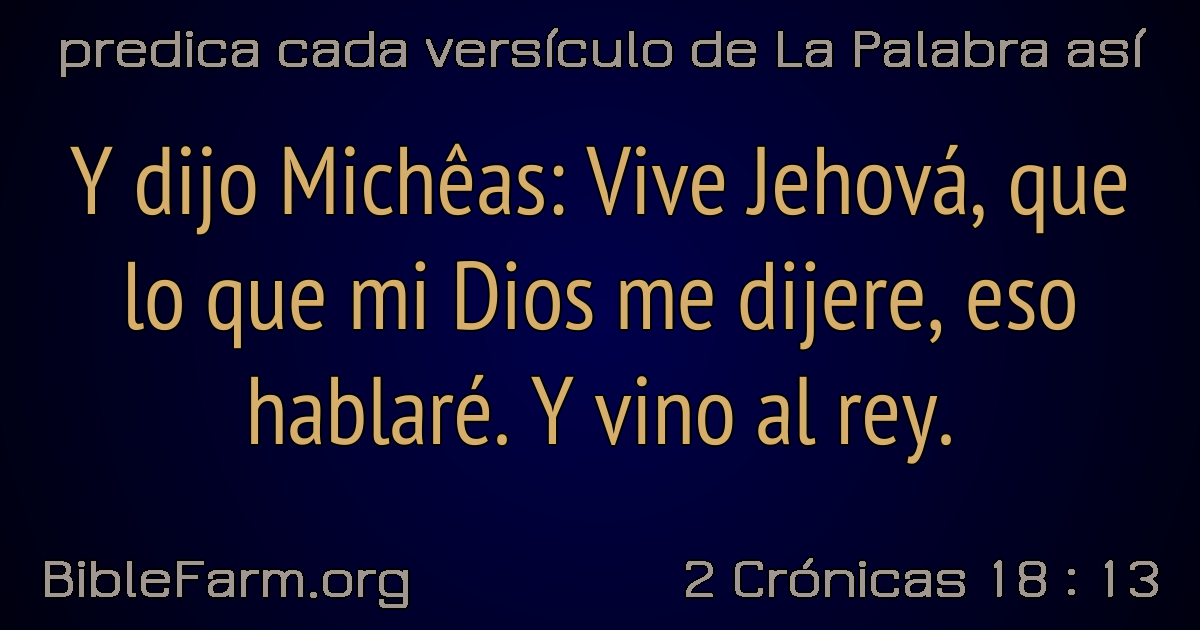 predica cada versículo de La Palabra así
Y dijo Michêas: Vive Jehová, que
lo que mi Dios me dijere, eso
hablaré. Y vino al rey.
BibleFarm.org
2 Crónicas 18 : 13